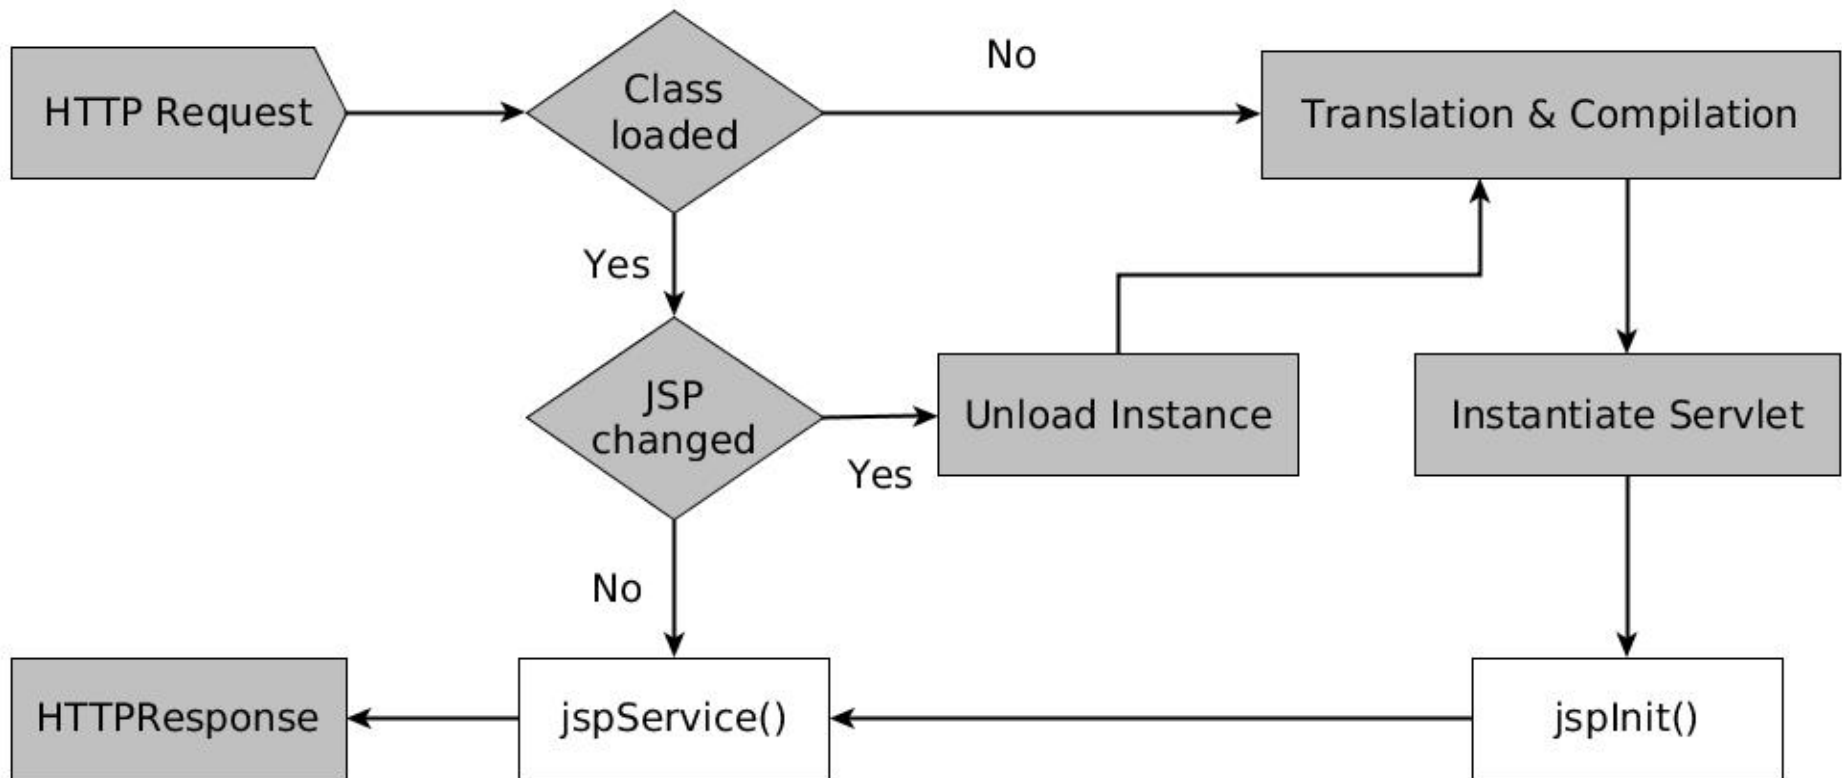 No
HTTP Request
Class
loaded
Translation & Compilation
Yes
JSP
changed
Unload Instance
Instantiate Servlet
Yes
No
HTTPResponse
jspService()
jspInit()